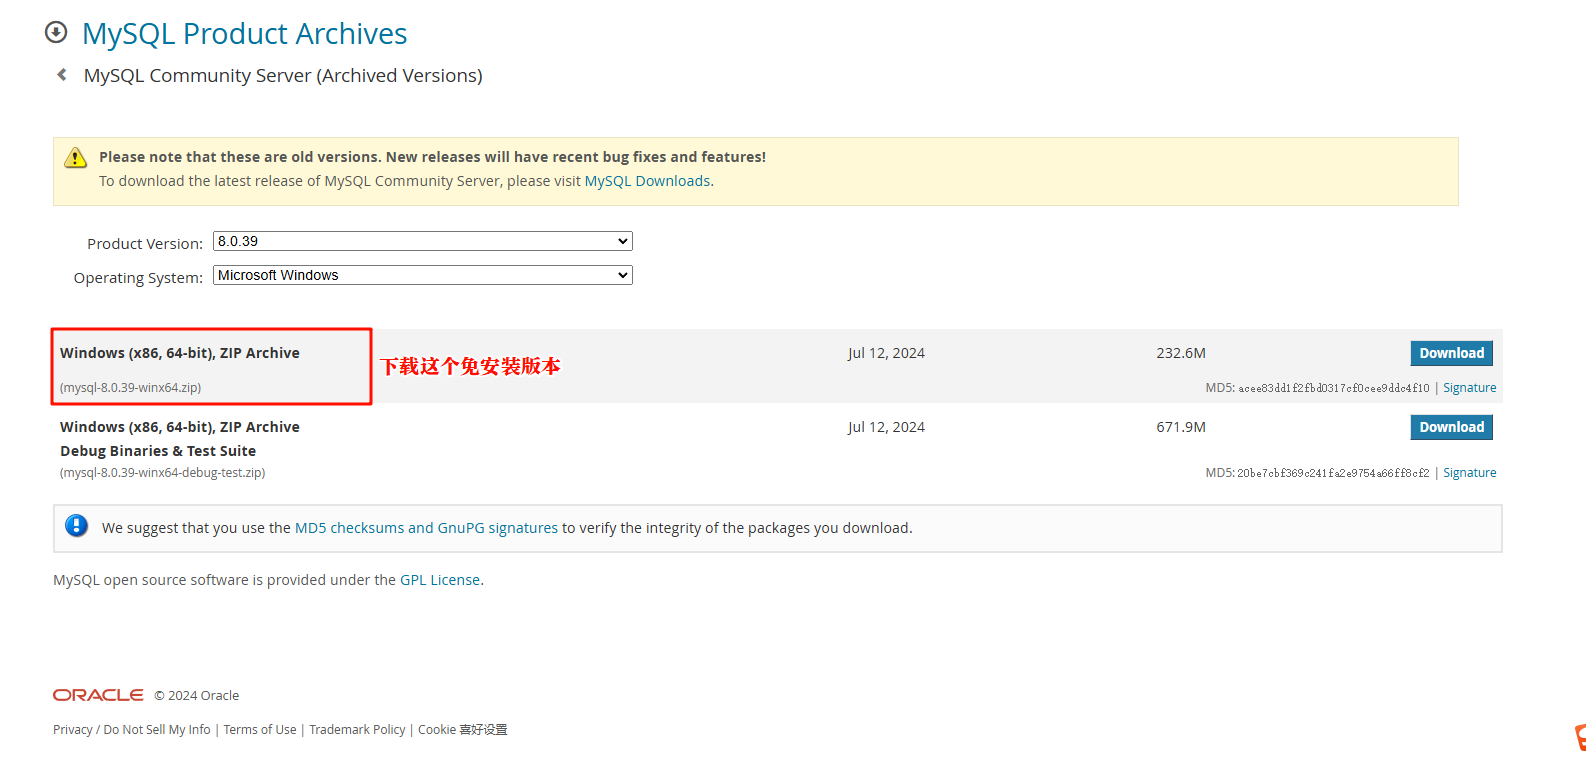 MySQL Product Archives
MySQL Community Server (Archived Versions)
Please note that these are old versions. New releases will have recent bug fixes and features!
To download the latest release of MySQL Community Server, please visit MySQL Downloads.
Product Version: 8.0.39
Operating System: Microsoft Windows
Windows (x86, 64-bit), ZIP Archive 下载这个免安装版本 Jul 12, 2024 232.6M Download
(mysql-8.0.39-winx64.zip) MD5: acee83dd1f2fbd0317cf0cee9ddc4f10 | Signature
Windows (x86, 64-bit), ZIP Archive Jul 12, 2024 671.9M Download
Debug Binaries & Test Suite
(mysql-8.0.39-winx64-debug-test.zip) MD5: 20be7cbf369c241fa2e9754a66ff8cf2 | Signature
We suggest that you use the MD5 checksums and GnuPG signatures to verify the integrity of the packages you download.
MySQL open source software is provided under the GPL License.
ORACLE © 2024 Oracle
Privacy / Do Not Sell My Info | Terms of Use | Trademark Policy | Cookie 喜好设置